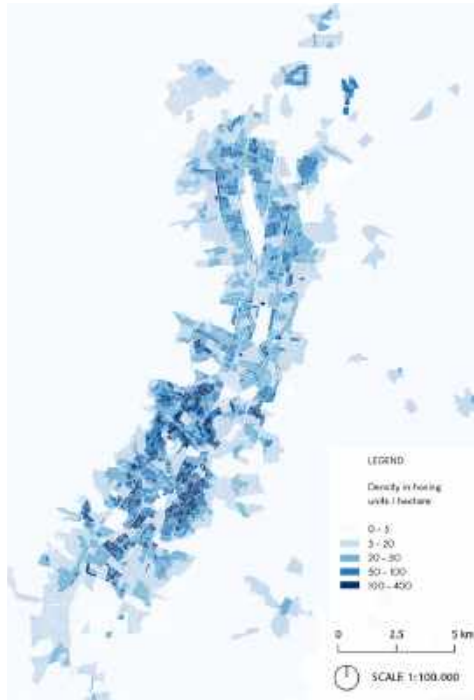 LEGEND
Density in hosing
units / hectare
0 - 5
5 - 20
20 - 50
50 - 100
100 - 400
0 2.5 5 km
SCALE 1:100.000